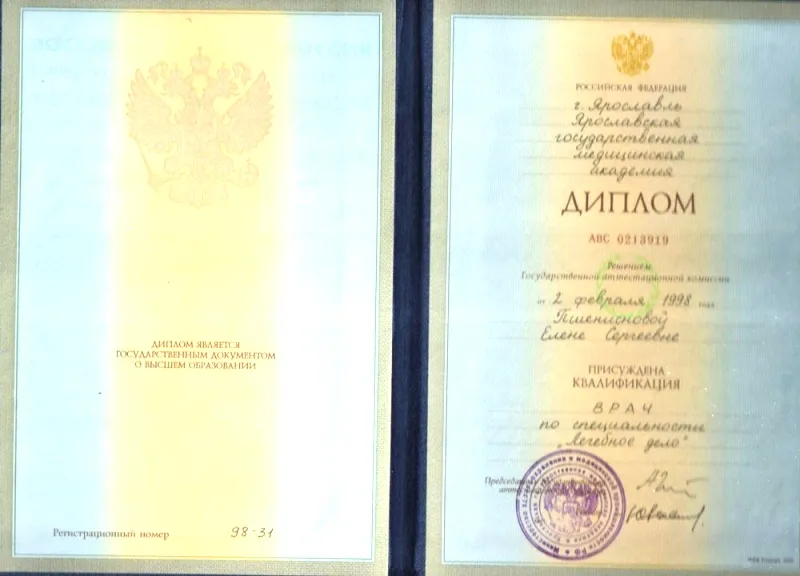 ДИПЛОМ ЯВЛЯЕТСЯ
ГОСУДАРСТВЕННЫМ ДОКУМЕНТОМ
О ВЫСШЕМ ОБРАЗОВАНИИ
Регистрационный номер 98-31
РОССИЙСКАЯ ФЕДЕРАЦИЯ
г. Ярославль
Ярославская
государственная
медицинская
академия
ДИПЛОМ
АВС 0213919
Решением
Государственной аттестационной комиссии
от 2 февраля 1998 года
Пшенисновой
Елене Сергеевне
ПРИСУЖДЕНА
КВАЛИФИКАЦИЯ
ВРАЧ
по специальности
„Лечебное дело"
Председатель